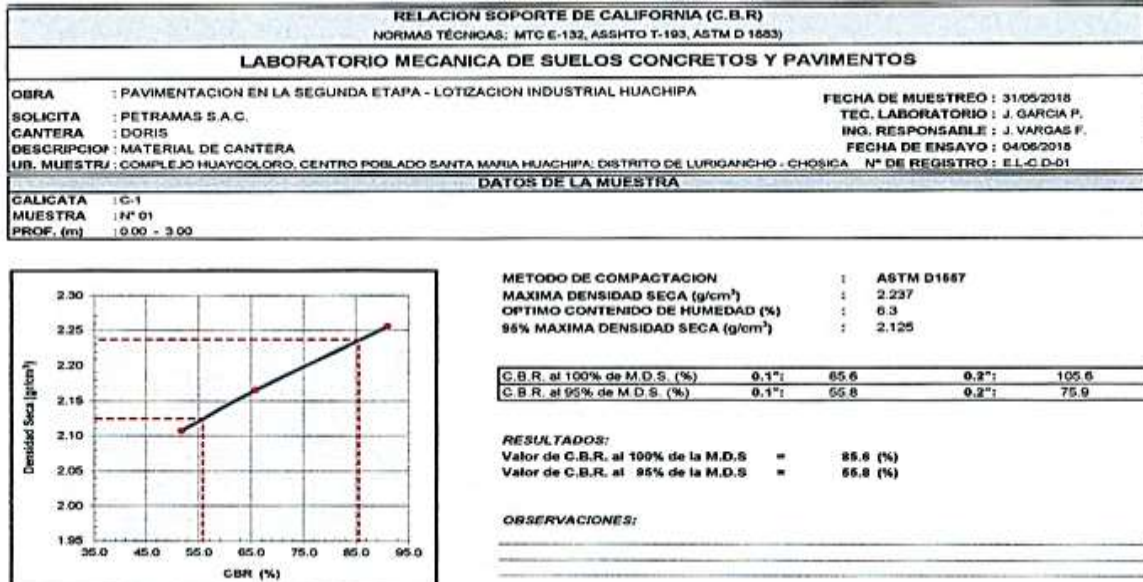 RELACION SOPORTE DE CALIFORNIA (C.B.R)
NORMAS TÉCNICAS: MTC E-132, ASSHTO T-193, ASTM D 1883)
LABORATORIO MECANICA DE SUELOS CONCRETOS Y PAVIMENTOS
OBRA : PAVIMENTACION EN LA SEGUNDA ETAPA - LOTIZACION INDUSTRIAL HUACHIPA
FECHA DE MUESTREO : 31/05/2018
SOLICITA : PETRAMAS S.A.C.
TEC. LABORATORIO : J. GARCIA P.
CANTERA : DORIS
ING. RESPONSABLE : J. VARGAS F.
DESCRIPCION : MATERIAL DE CANTERA
FECHA DE ENSAYO : 04/06/2018
UB. MUESTRA : COMPLEJO HUAYCOLORO, CENTRO POBLADO SANTA MARIA HUACHIPA; DISTRITO DE LURIGANCHO - CHOSICA
N° DE REGISTRO : E.L-C.D-01
DATOS DE LA MUESTRA
CALICATA : C-1
MUESTRA : N° 01
PROF. (m) : 0.00 - 3.00
METODO DE COMPACTACION : ASTM D1557
MAXIMA DENSIDAD SECA (g/cm³) : 2.237
OPTIMO CONTENIDO DE HUMEDAD (%) : 6.3
95% MAXIMA DENSIDAD SECA (g/cm³) : 2.125
C.B.R. al 100% de M.D.S. (%) 0.1": 85.6 0.2": 105.6
C.B.R. al 95% de M.D.S. (%) 0.1": 55.8 0.2": 75.9
RESULTADOS:
Valor de C.B.R. al 100% de la M.D.S = 85.6 (%)
Valor de C.B.R. al 95% de la M.D.S = 55.8 (%)
OBSERVACIONES:
Densidad Seca (gr/cm³)
2.30
2.25
2.20
2.15
2.10
2.05
2.00
1.95
35.0 45.0 55.0 65.0 75.0 85.0 95.0
CBR (%)